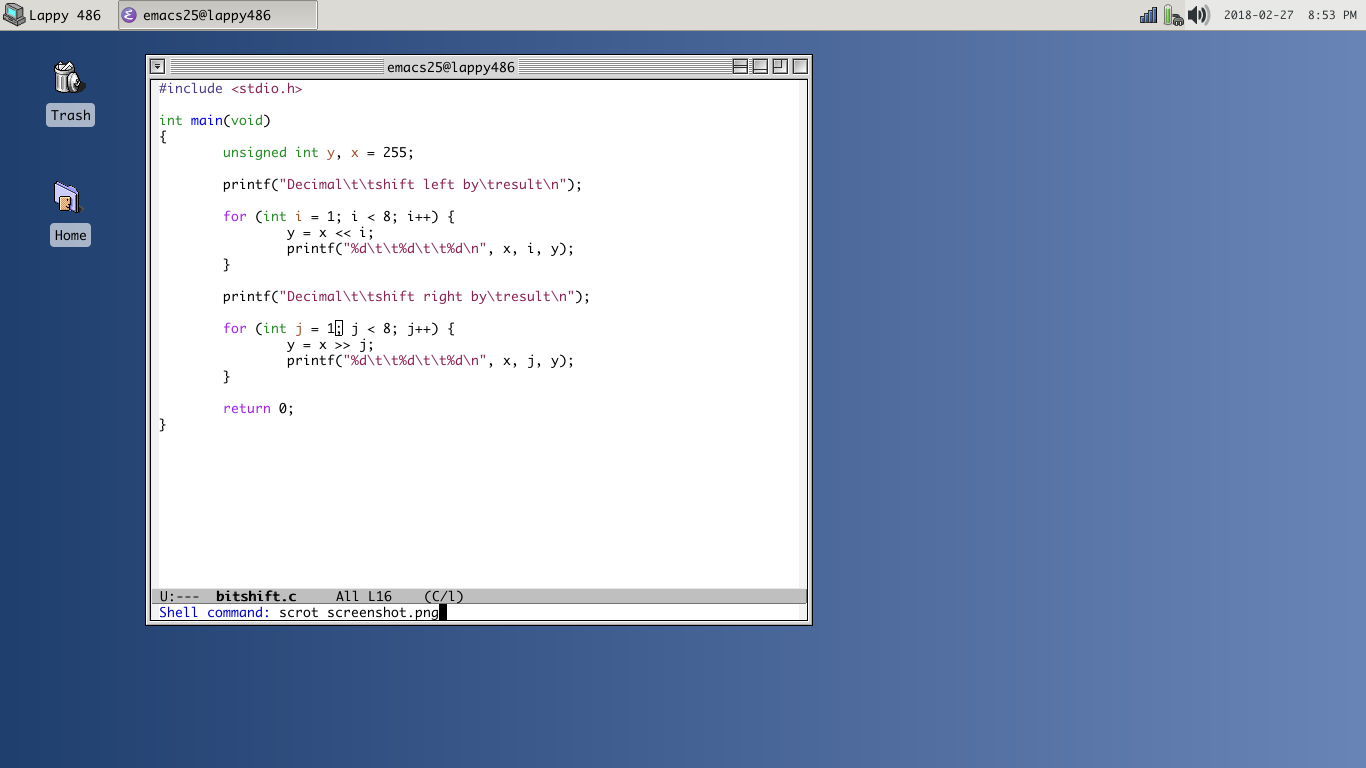 Lappy 486 emacs25@lappy486 2018-02-27 8:53 PM
Trash
Home
emacs25@lappy486
#include <stdio.h>
int main(void)
{
unsigned int y, x = 255;
printf("Decimal\t\tshift left by\tresult\n");
for (int i = 1; i < 8; i++) {
y = x << i;
printf("%d\t\t%d\t\t%d\n", x, i, y);
}
printf("Decimal\t\tshift right by\tresult\n");
for (int j = 1; j < 8; j++) {
y = x >> j;
printf("%d\t\t%d\t\t%d\n", x, j, y);
}
return 0;
}
U:--- bitshift.c All L16 (C/l)
Shell command: scrot screenshot.png